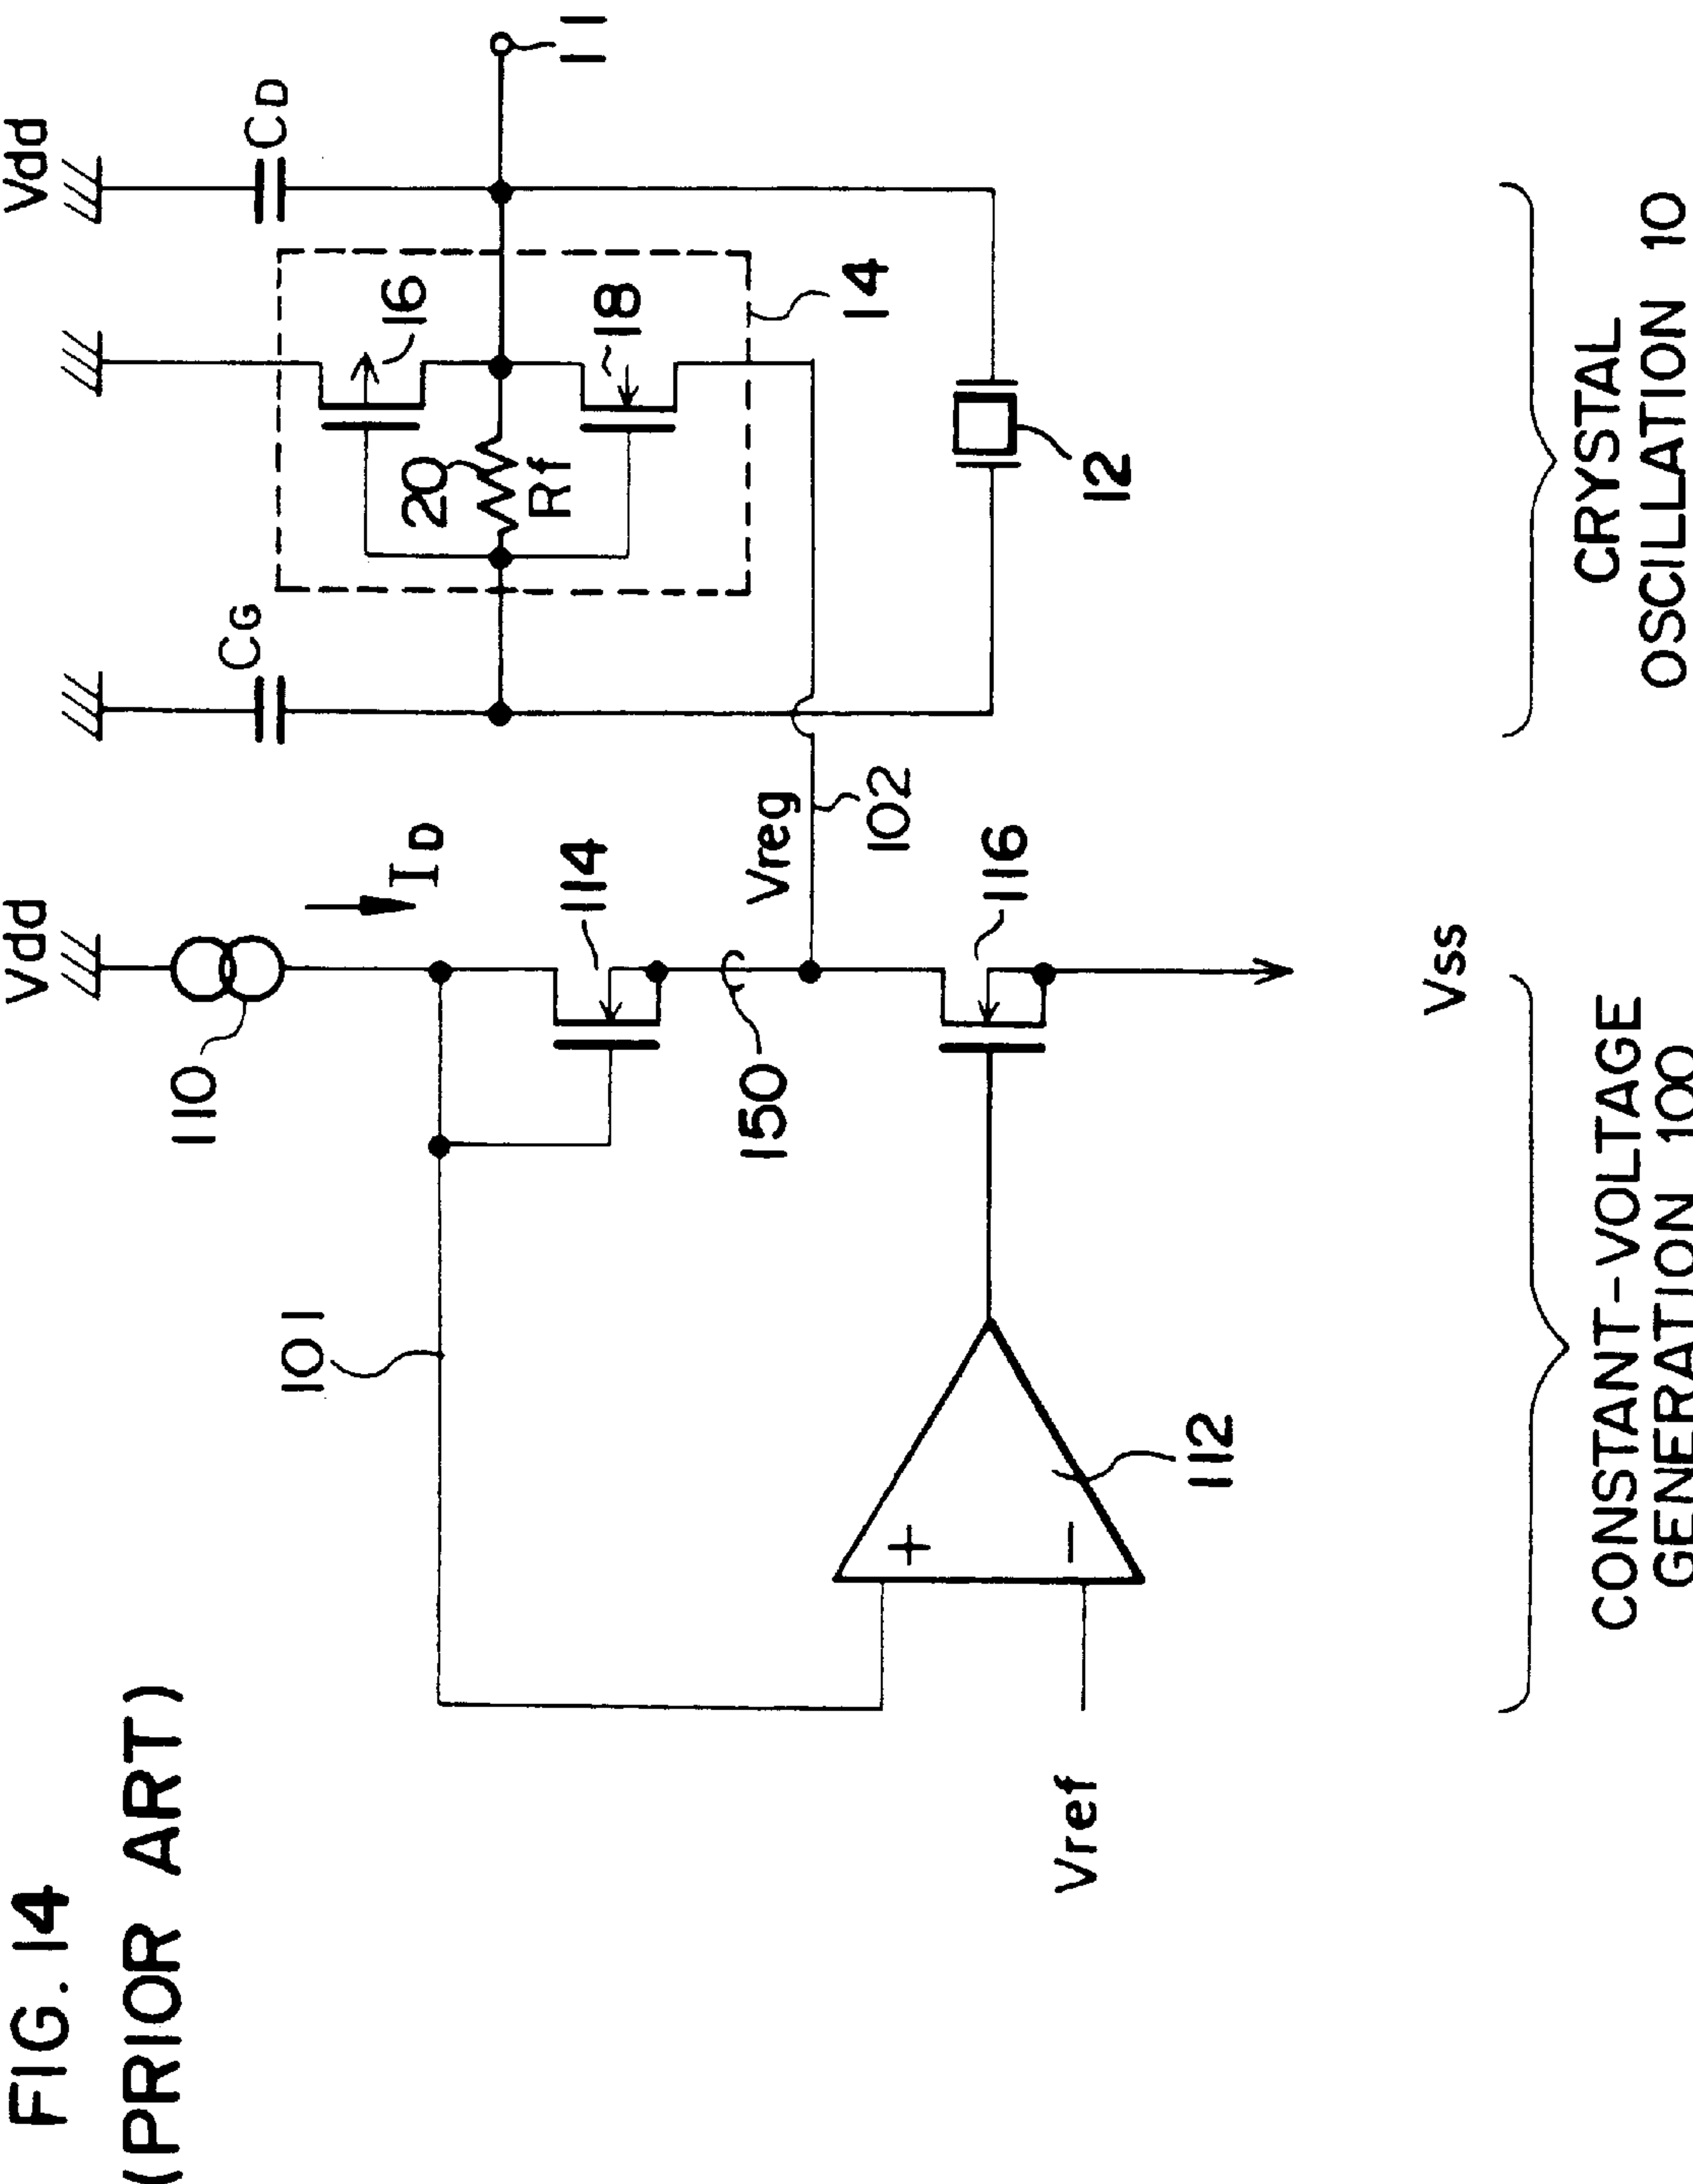 FIG. 14
(PRIOR ART)
Vdd
Vdd
110
ID
CG
CD
16
20
Rf
18
14
11
101
114
150
Vreg
102
116
12
112
+
−
Vref
Vss
CONSTANT-VOLTAGE
GENERATION 100
CRYSTAL
OSCILLATION 10